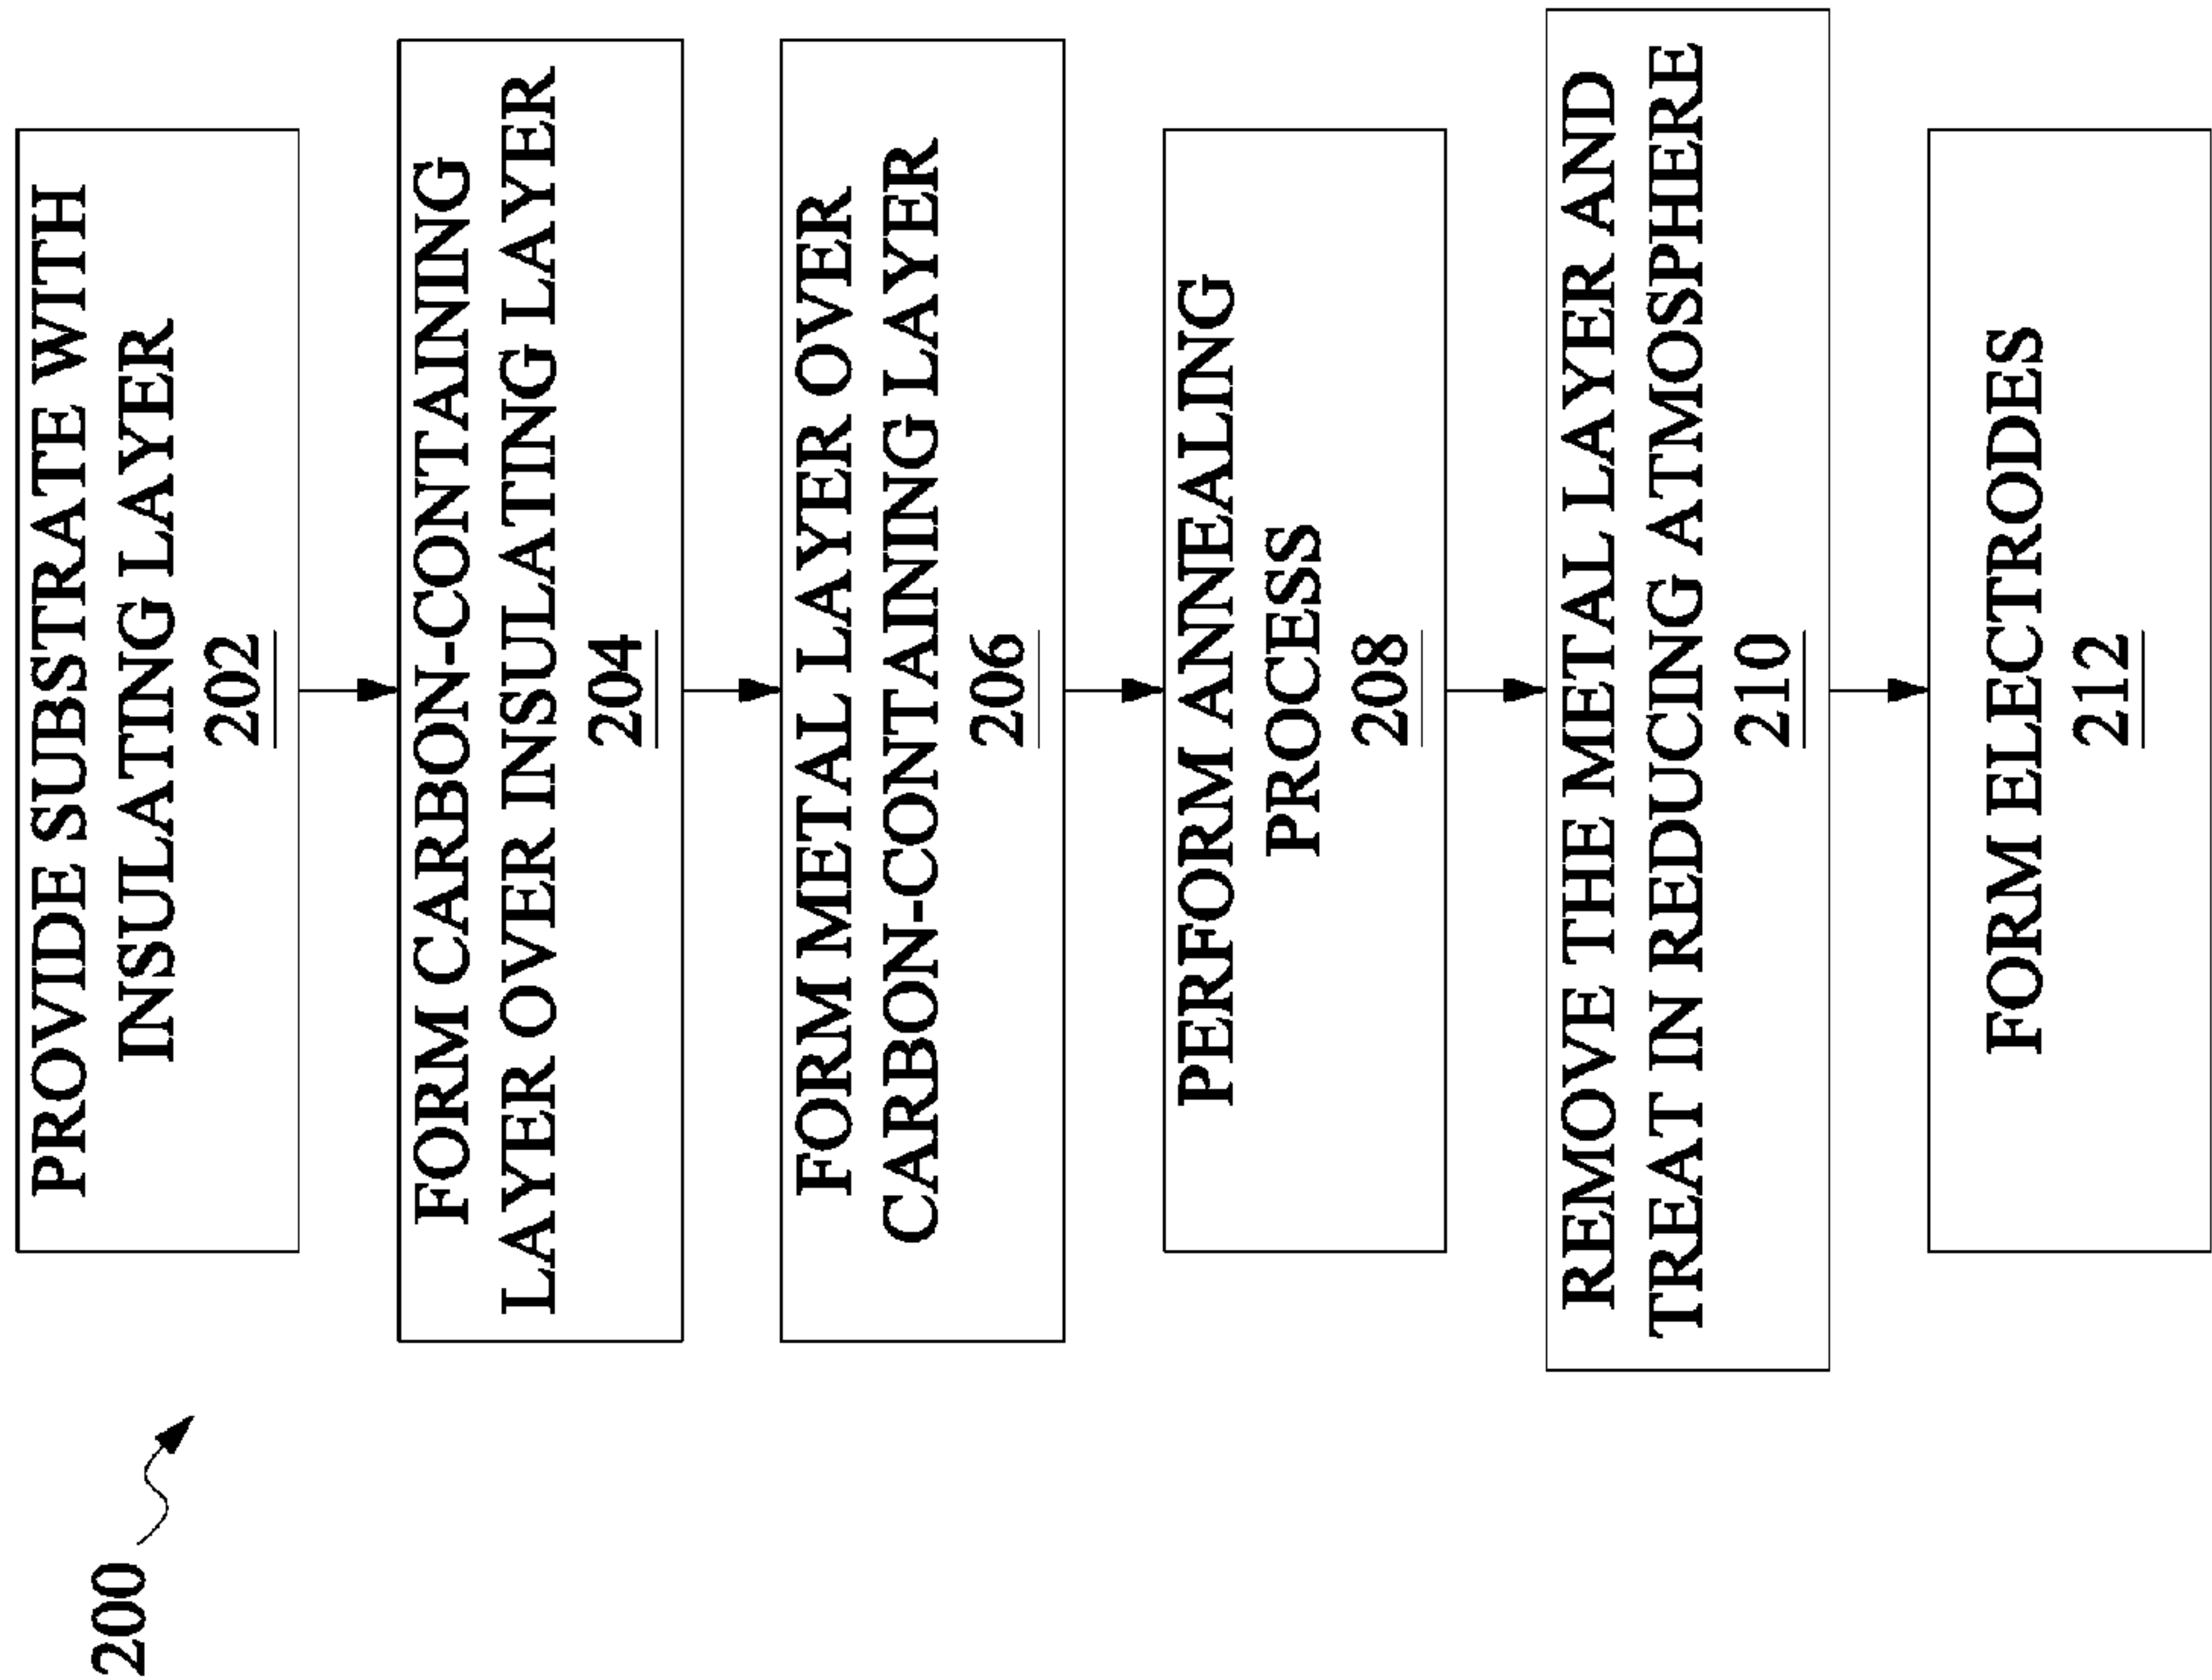 200
PROVIDE SUBSTRATE WITH
INSULATING LAYER
202
FORM CARBON-CONTAINING
LAYER OVER INSULATING LAYER
204
FORM METAL LAYER OVER
CARBON-CONTAINING LAYER
206
PERFORM ANNEALING
PROCESS
208
REMOVE THE METAL LAYER AND
TREAT IN REDUCING ATMOSPHERE
210
FORM ELECTRODES
212